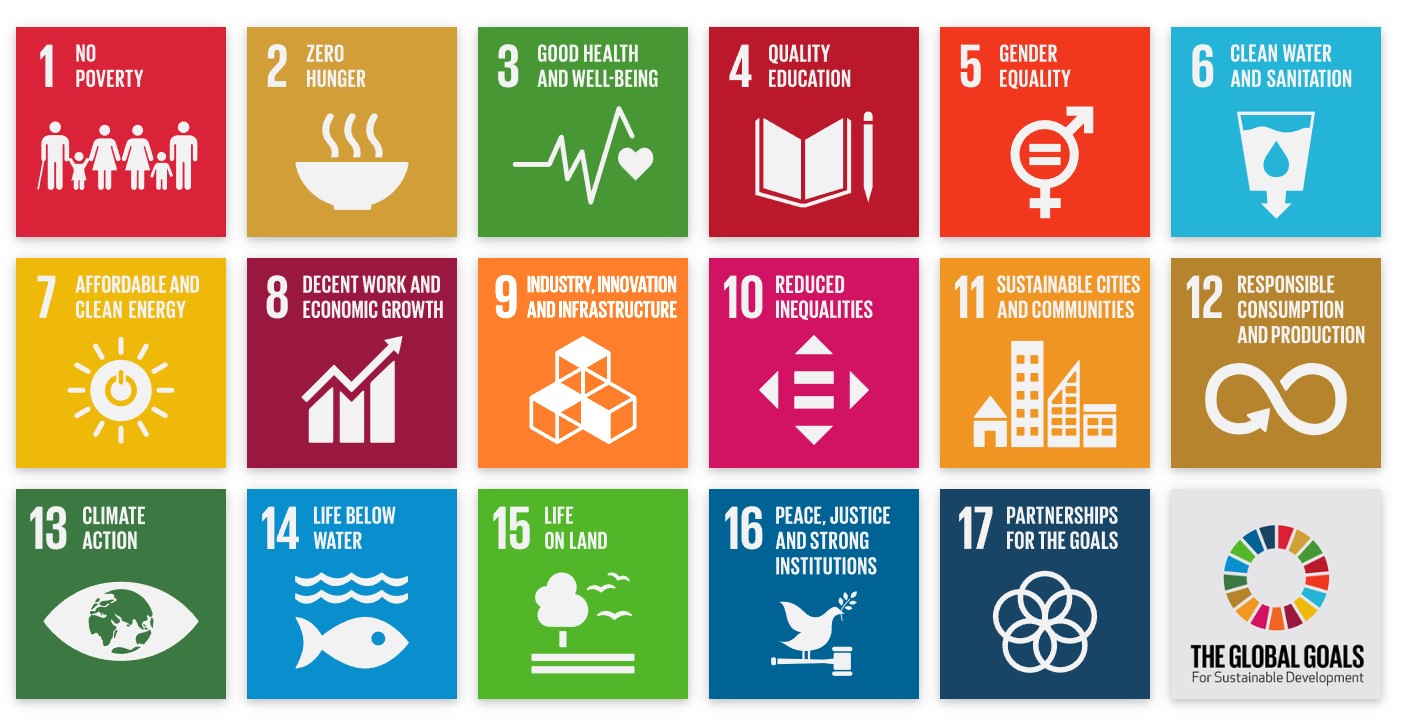 1 NO
POVERTY
2 ZERO
HUNGER
3 GOOD HEALTH
AND WELL-BEING
4 QUALITY
EDUCATION
5 GENDER
EQUALITY
6 CLEAN WATER
AND SANITATION
7 AFFORDABLE AND
CLEAN ENERGY
8 DECENT WORK AND
ECONOMIC GROWTH
9 INDUSTRY, INNOVATION
AND INFRASTRUCTURE
10 REDUCED
INEQUALITIES
11 SUSTAINABLE CITIES
AND COMMUNITIES
12 RESPONSIBLE
CONSUMPTION
AND PRODUCTION
13 CLIMATE
ACTION
14 LIFE BELOW
WATER
15 LIFE
ON LAND
16 PEACE, JUSTICE
AND STRONG
INSTITUTIONS
17 PARTNERSHIPS
FOR THE GOALS
THE GLOBAL GOALS
For Sustainable Development